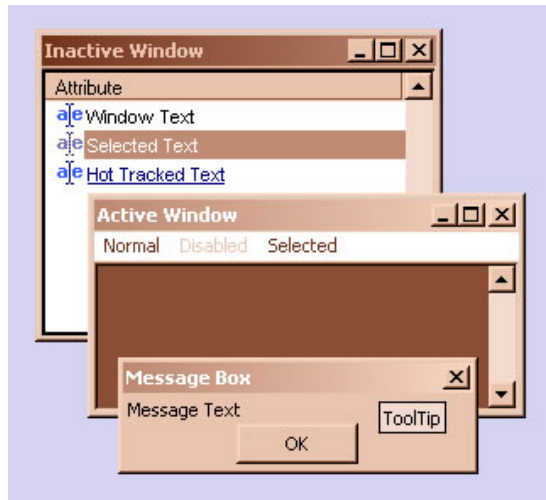 Inactive Window
Attribute
Window Text
Selected Text
Hot Tracked Text
Active Window
Normal Disabled Selected
Message Box
Message Text
ToolTip
OK